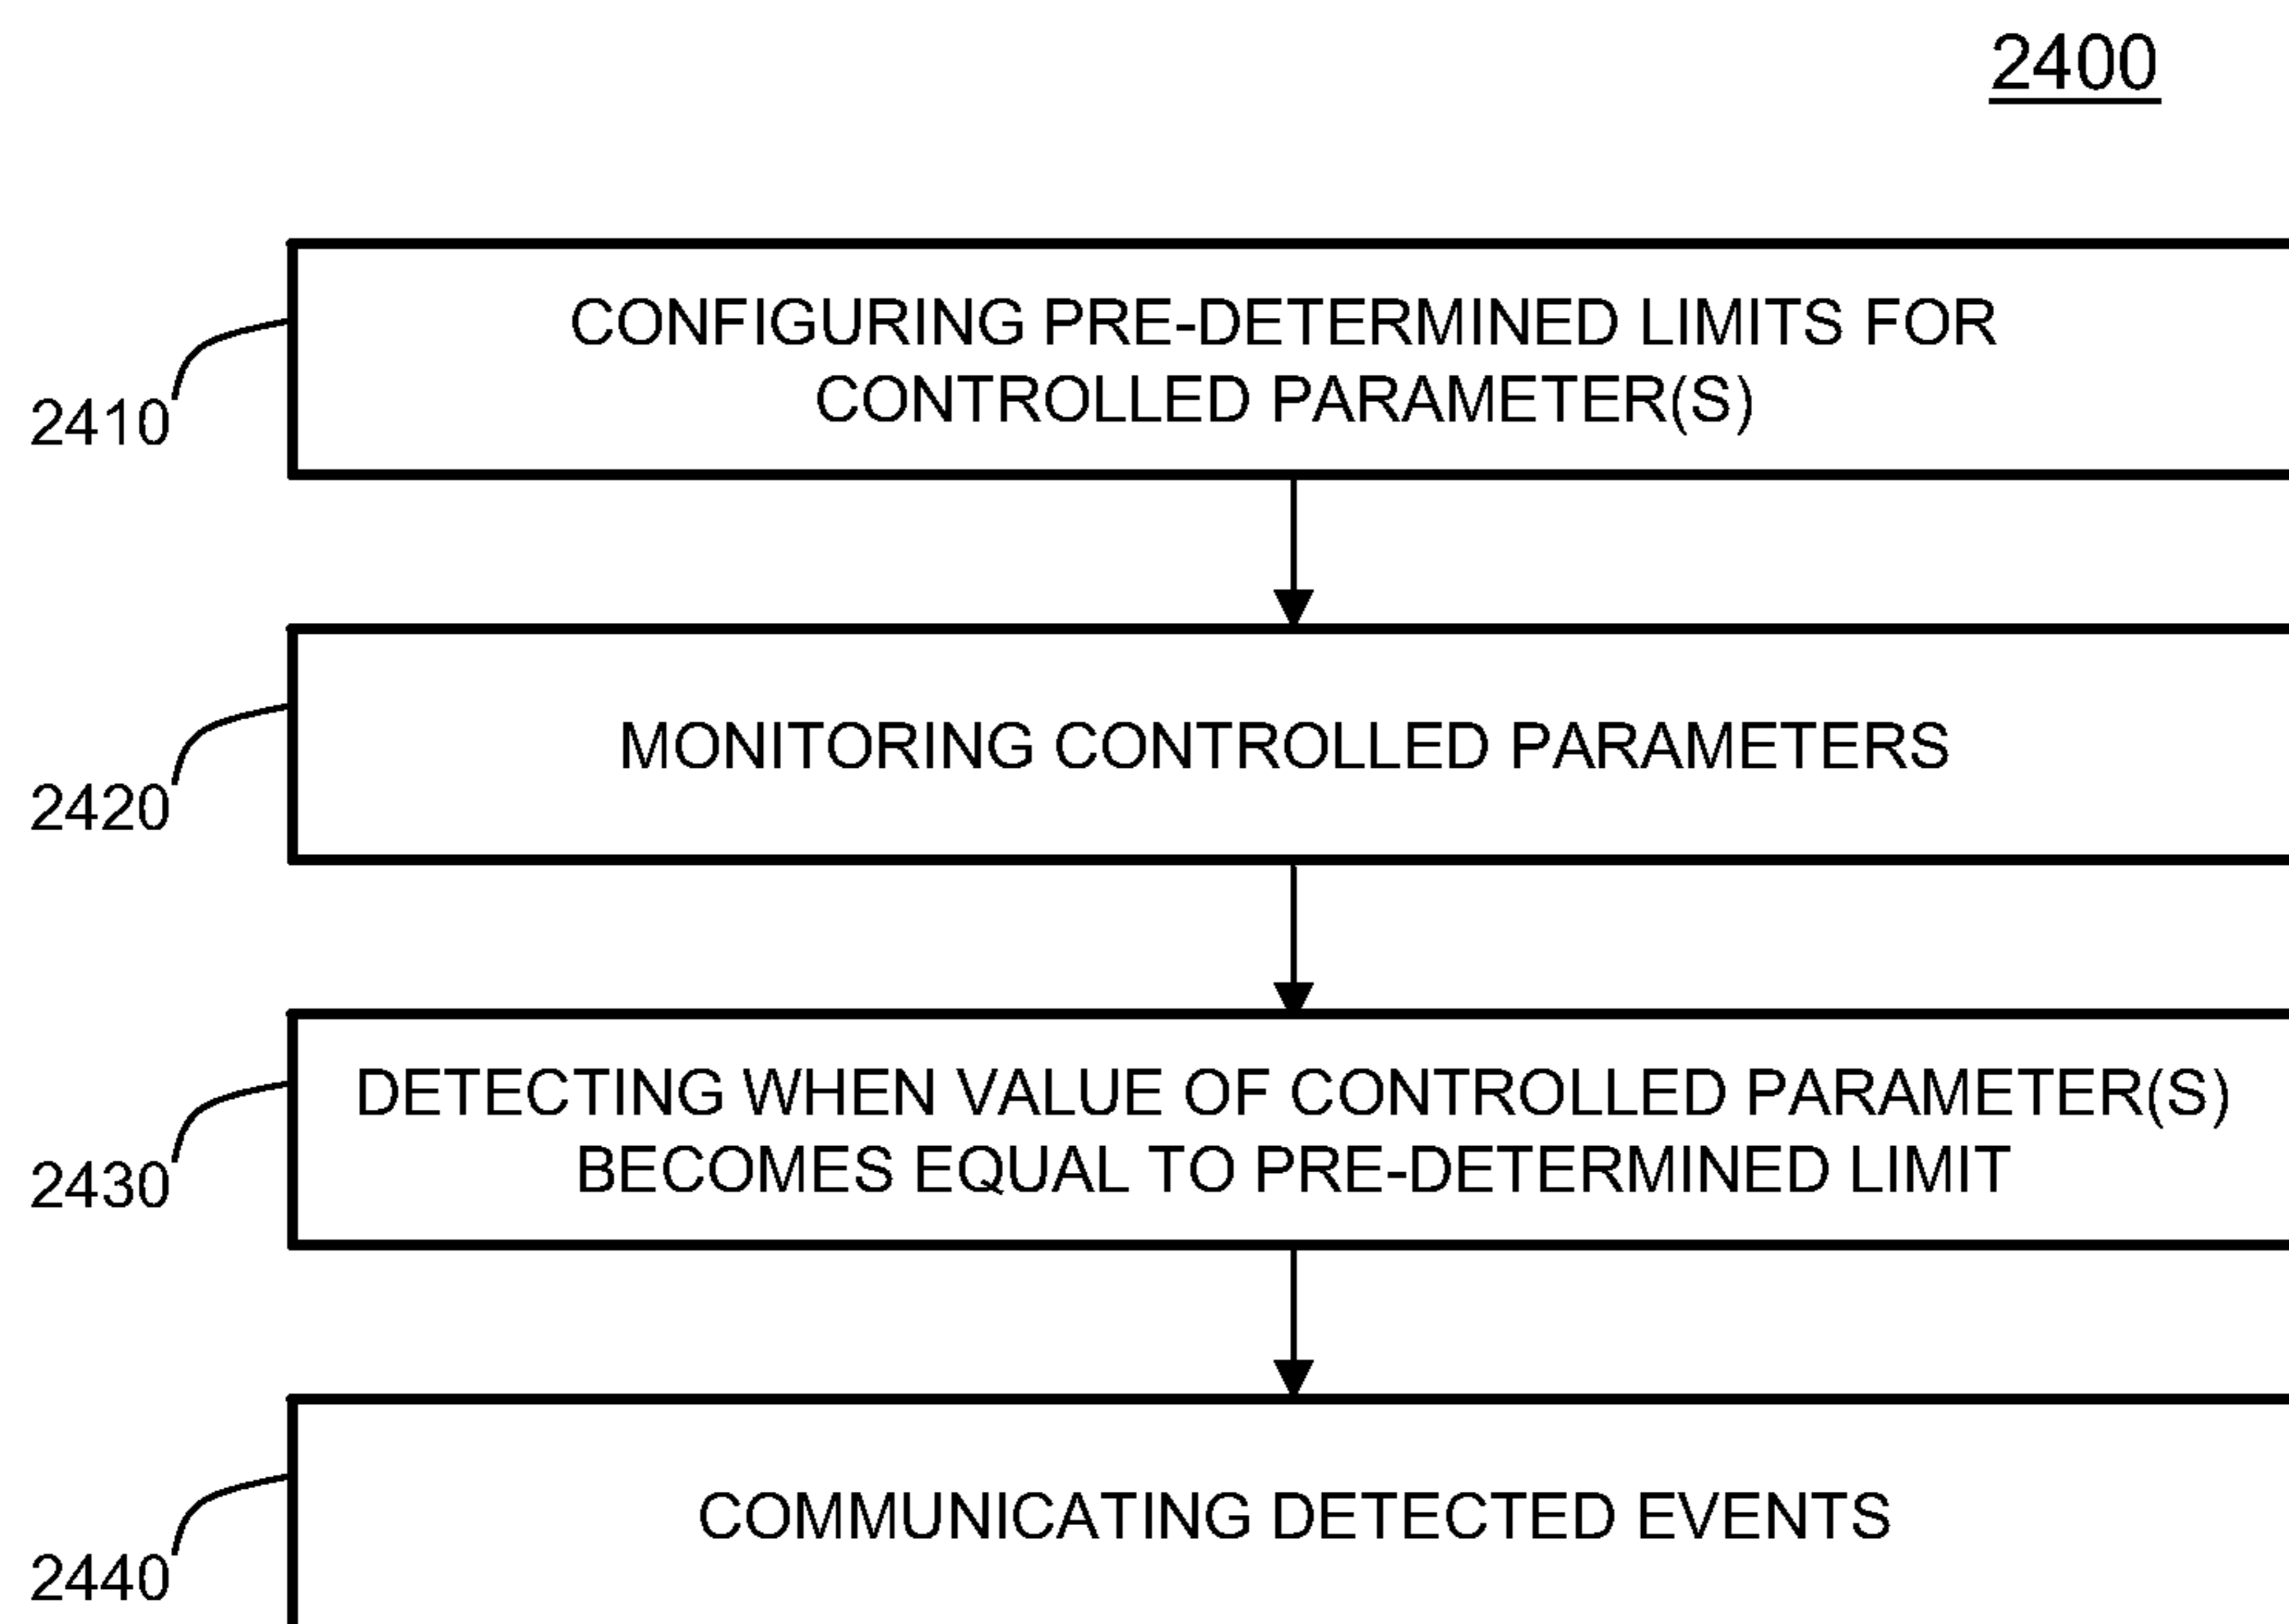 2400
CONFIGURING PRE-DETERMINED LIMITS FOR
CONTROLLED PARAMETER(S)
2410
MONITORING CONTROLLED PARAMETERS
2420
DETECTING WHEN VALUE OF CONTROLLED PARAMETER(S)
BECOMES EQUAL TO PRE-DETERMINED LIMIT
2430
COMMUNICATING DETECTED EVENTS
2440